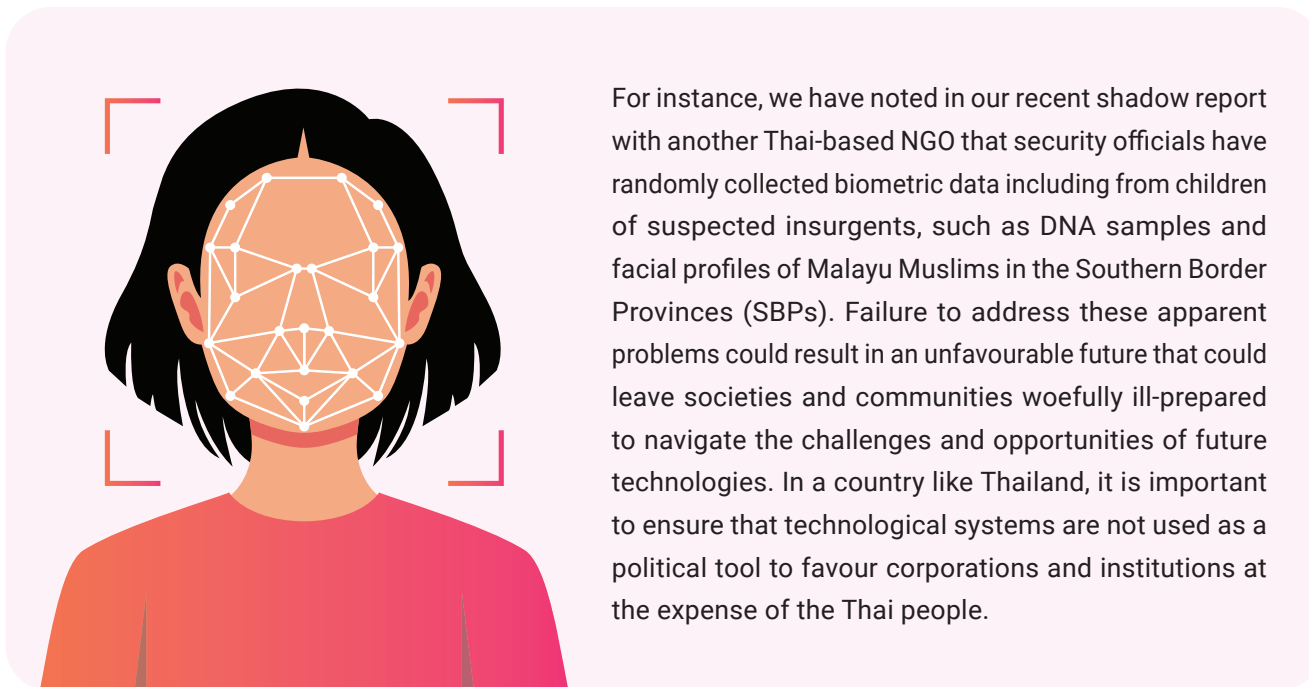 For instance, we have noted in our recent shadow report
with another Thai-based NGO that security officials have
randomly collected biometric data including from children
of suspected insurgents, such as DNA samples and
facial profiles of Malayu Muslims in the Southern Border
Provinces (SBPs). Failure to address these apparent
problems could result in an unfavourable future that could
leave societies and communities woefully ill-prepared
to navigate the challenges and opportunities of future
technologies. In a country like Thailand, it is important
to ensure that technological systems are not used as a
political tool to favour corporations and institutions at
the expense of the Thai people.